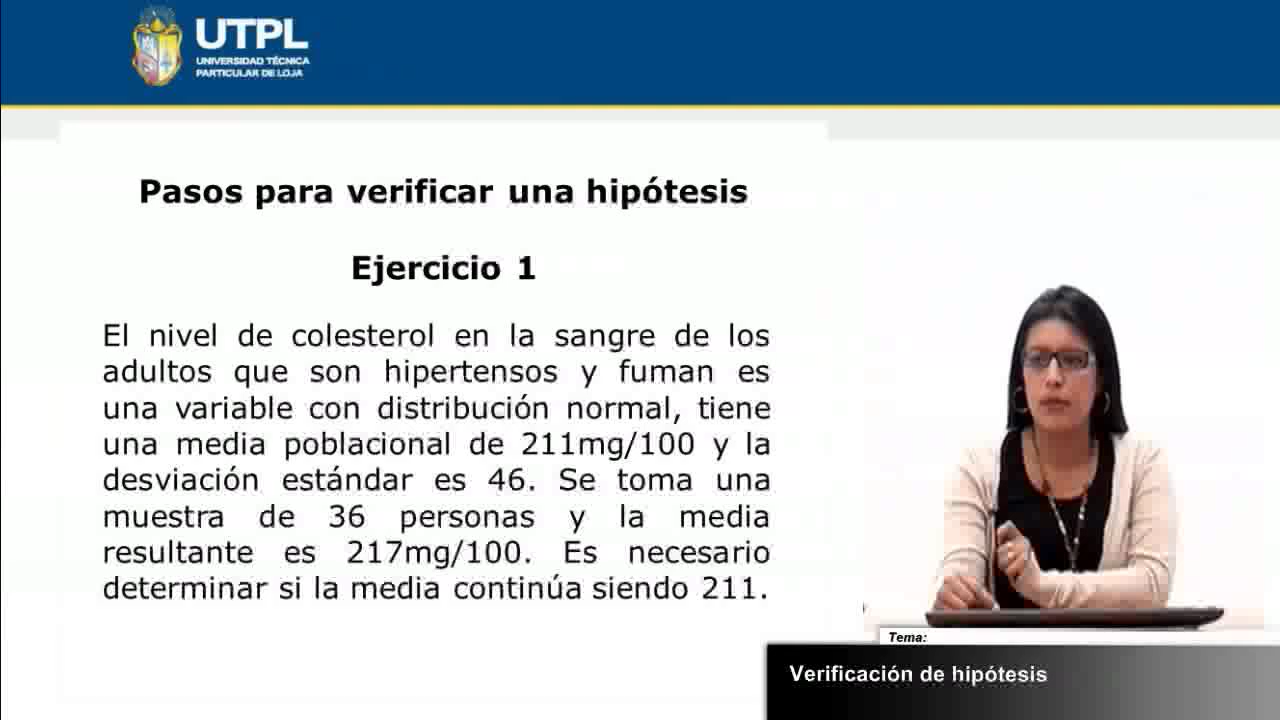 UTPL
UNIVERSIDAD TÉCNICA
PARTICULAR DE LOJA
Pasos para verificar una hipótesis
Ejercicio 1
El nivel de colesterol en la sangre de los
adultos que son hipertensos y fuman es
una variable con distribución normal, tiene
una media poblacional de 211mg/100 y la
desviación estándar es 46. Se toma una
muestra de 36 personas y la media
resultante es 217mg/100. Es necesario
determinar si la media continúa siendo 211.
Tema:
Verificación de hipótesis